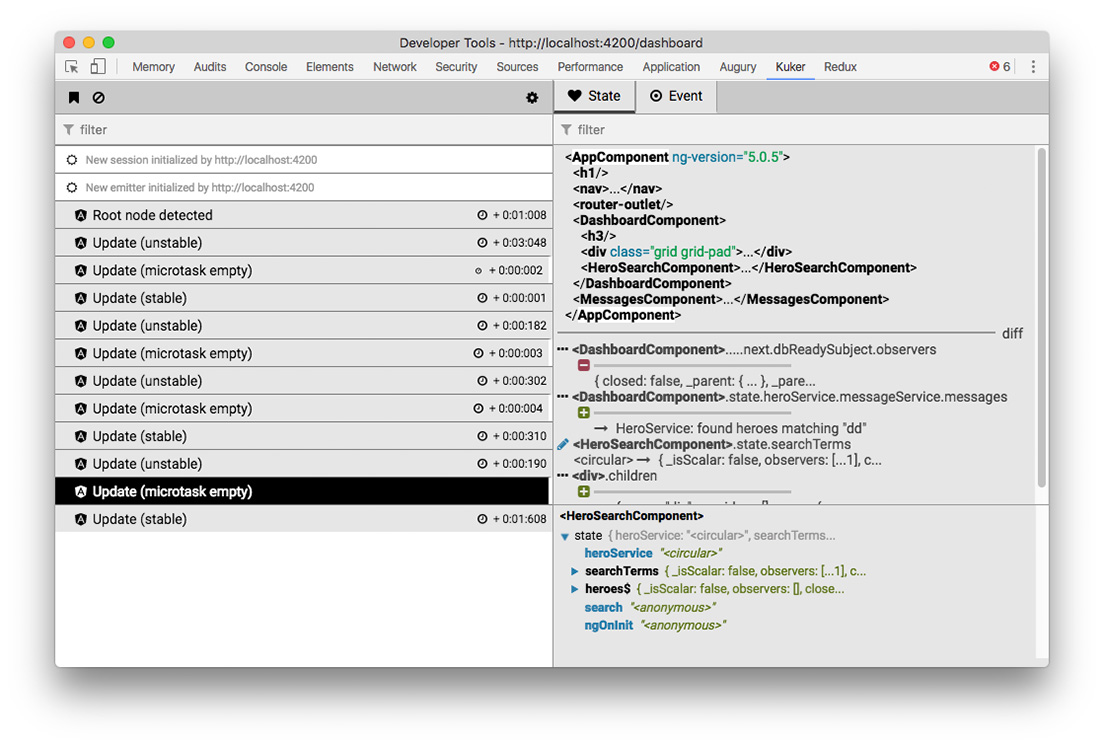 Developer Tools - http://localhost:4200/dashboard
Memory Audits Console Elements Network Security Sources Performance Application Augury Kuker Redux 6
State Event
filter
filter
New session initialized by http://localhost:4200
New emitter initialized by http://localhost:4200
Root node detected + 0:01:008
Update (unstable) + 0:03:048
Update (microtask empty) + 0:00:002
Update (stable) + 0:00:001
Update (unstable) + 0:00:182
Update (microtask empty) + 0:00:003
Update (unstable) + 0:00:302
Update (microtask empty) + 0:00:004
Update (stable) + 0:00:310
Update (unstable) + 0:00:190
Update (microtask empty)
Update (stable) + 0:01:608
<AppComponent ng-version="5.0.5">
<h1/>
<nav>...</nav>
<router-outlet/>
<DashboardComponent>
<h3/>
<div class="grid grid-pad">...</div>
<HeroSearchComponent>...</HeroSearchComponent>
</DashboardComponent>
<MessagesComponent>...</MessagesComponent>
</AppComponent>
diff
<DashboardComponent>.....next.dbReadySubject.observers
{ closed: false, _parent: { ... }, _pare...
<DashboardComponent>.state.heroService.messageService.messages
→ HeroService: found heroes matching "dd"
<HeroSearchComponent>.state.searchTerms
<circular> → { _isScalar: false, observers: [...1], c...
<div>.children
<HeroSearchComponent>
state { heroService: "<circular>", searchTerms...
heroService "<circular>"
searchTerms { _isScalar: false, observers: [...1], c...
heroes$ { _isScalar: false, observers: [], close...
search "<anonymous>"
ngOnInit "<anonymous>"